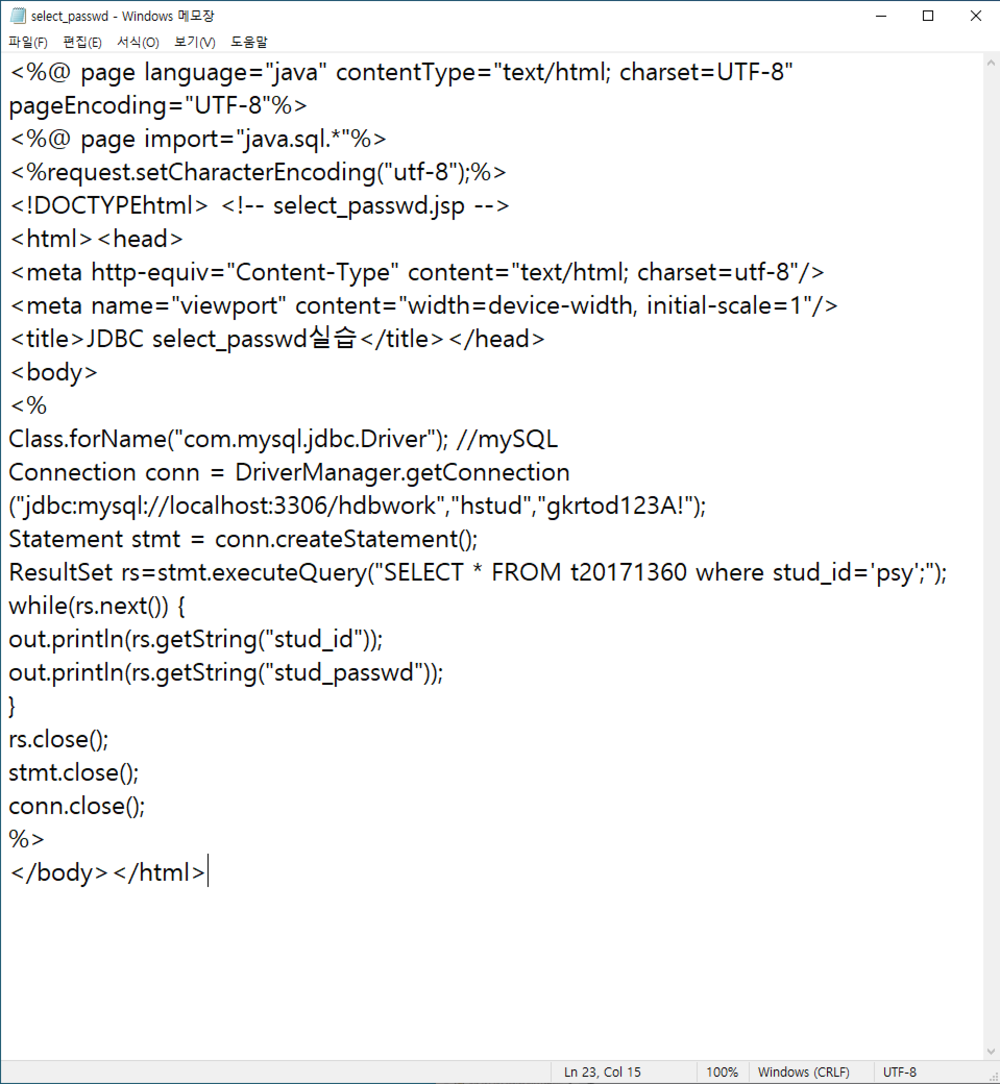 select_passwd - Windows 메모장
파일(F) 편집(E) 서식(O) 보기(V) 도움말
<%@ page language="java" contentType="text/html; charset=UTF-8"
pageEncoding="UTF-8"%>
<%@ page import="java.sql.*"%>
<%request.setCharacterEncoding("utf-8");%>
<!DOCTYPEhtml> <!-- select_passwd.jsp -->
<html><head>
<meta http-equiv="Content-Type" content="text/html; charset=utf-8"/>
<meta name="viewport" content="width=device-width, initial-scale=1"/>
<title>JDBC select_passwd실습</title></head>
<body>
<%
Class.forName("com.mysql.jdbc.Driver"); //mySQL
Connection conn = DriverManager.getConnection
("jdbc:mysql://localhost:3306/hdbwork","hstud","gkrtod123A!");
Statement stmt = conn.createStatement();
ResultSet rs=stmt.executeQuery("SELECT * FROM t20171360 where stud_id='psy';");
while(rs.next()) {
out.println(rs.getString("stud_id"));
out.println(rs.getString("stud_passwd"));
}
rs.close();
stmt.close();
conn.close();
%>
</body></html>
Ln 23, Col 15 100% Windows (CRLF) UTF-8